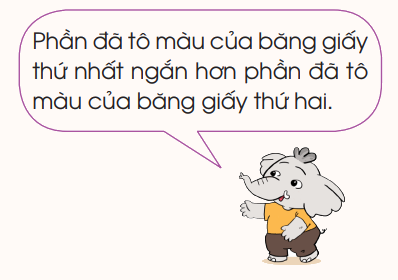 Phần đã tô màu của băng giấy
thứ nhất ngắn hơn phần đã tô
màu của băng giấy thứ hai.